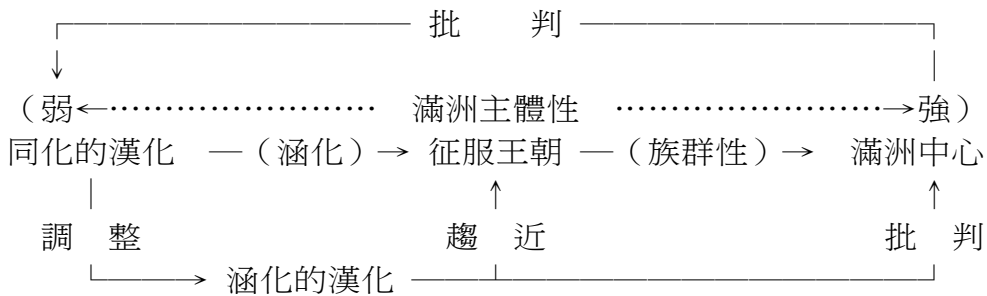 批 判
(弱←⋯⋯⋯⋯⋯⋯⋯⋯ 滿洲主體性 ⋯⋯⋯⋯⋯⋯⋯⋯→強)
同化的漢化 —(涵化)→ 征服王朝 —(族群性)→ 滿洲中心
調 整 趨 近 批 判
涵化的漢化